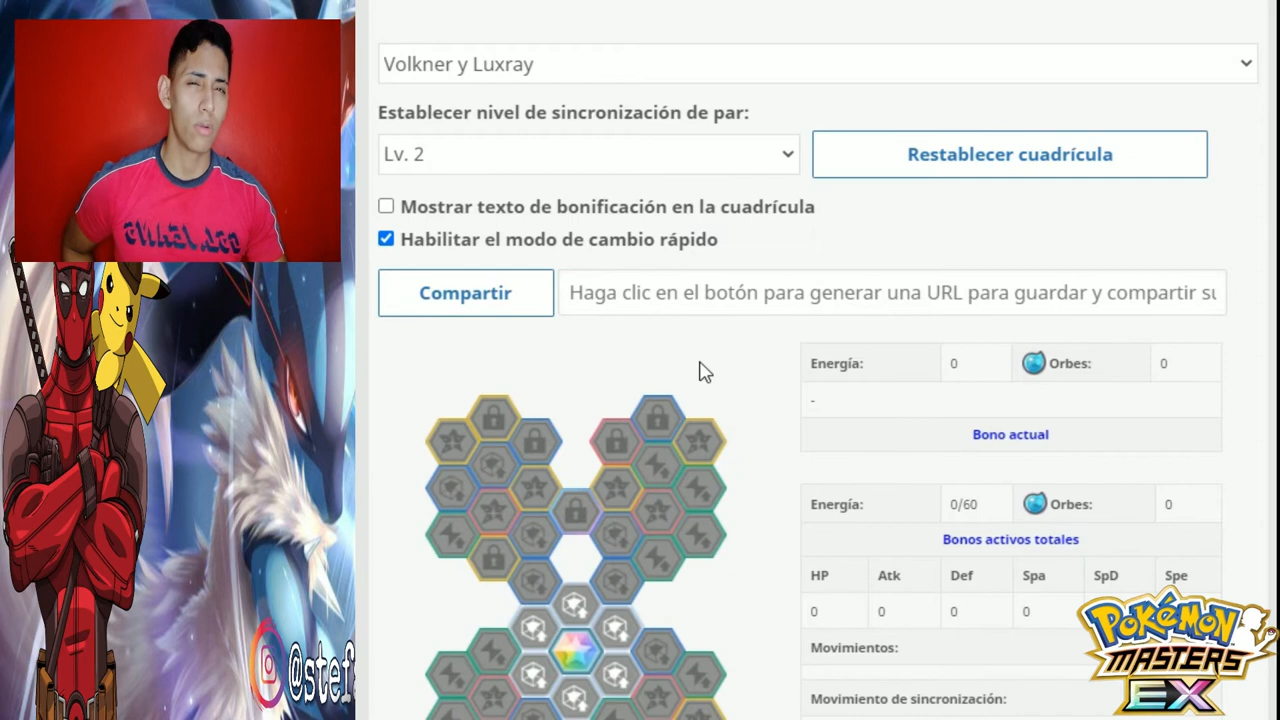 Volkner y Luxray
Establecer nivel de sincronización de par:
Lv. 2
Restablecer cuadrícula
Mostrar texto de bonificación en la cuadrícula
Habilitar el modo de cambio rápido
Compartir
Haga clic en el botón para generar una URL para guardar y compartir su
Energía: 0 Orbes: 0
-
Bono actual
Energía: 0/60 Orbes: 0
Bonos activos totales
HP Atk Def Spa SpD Spe
0 0 0 0
Movimientos:
Movimiento de sincronización:
@stef
POKéMON
MASTERS
EX